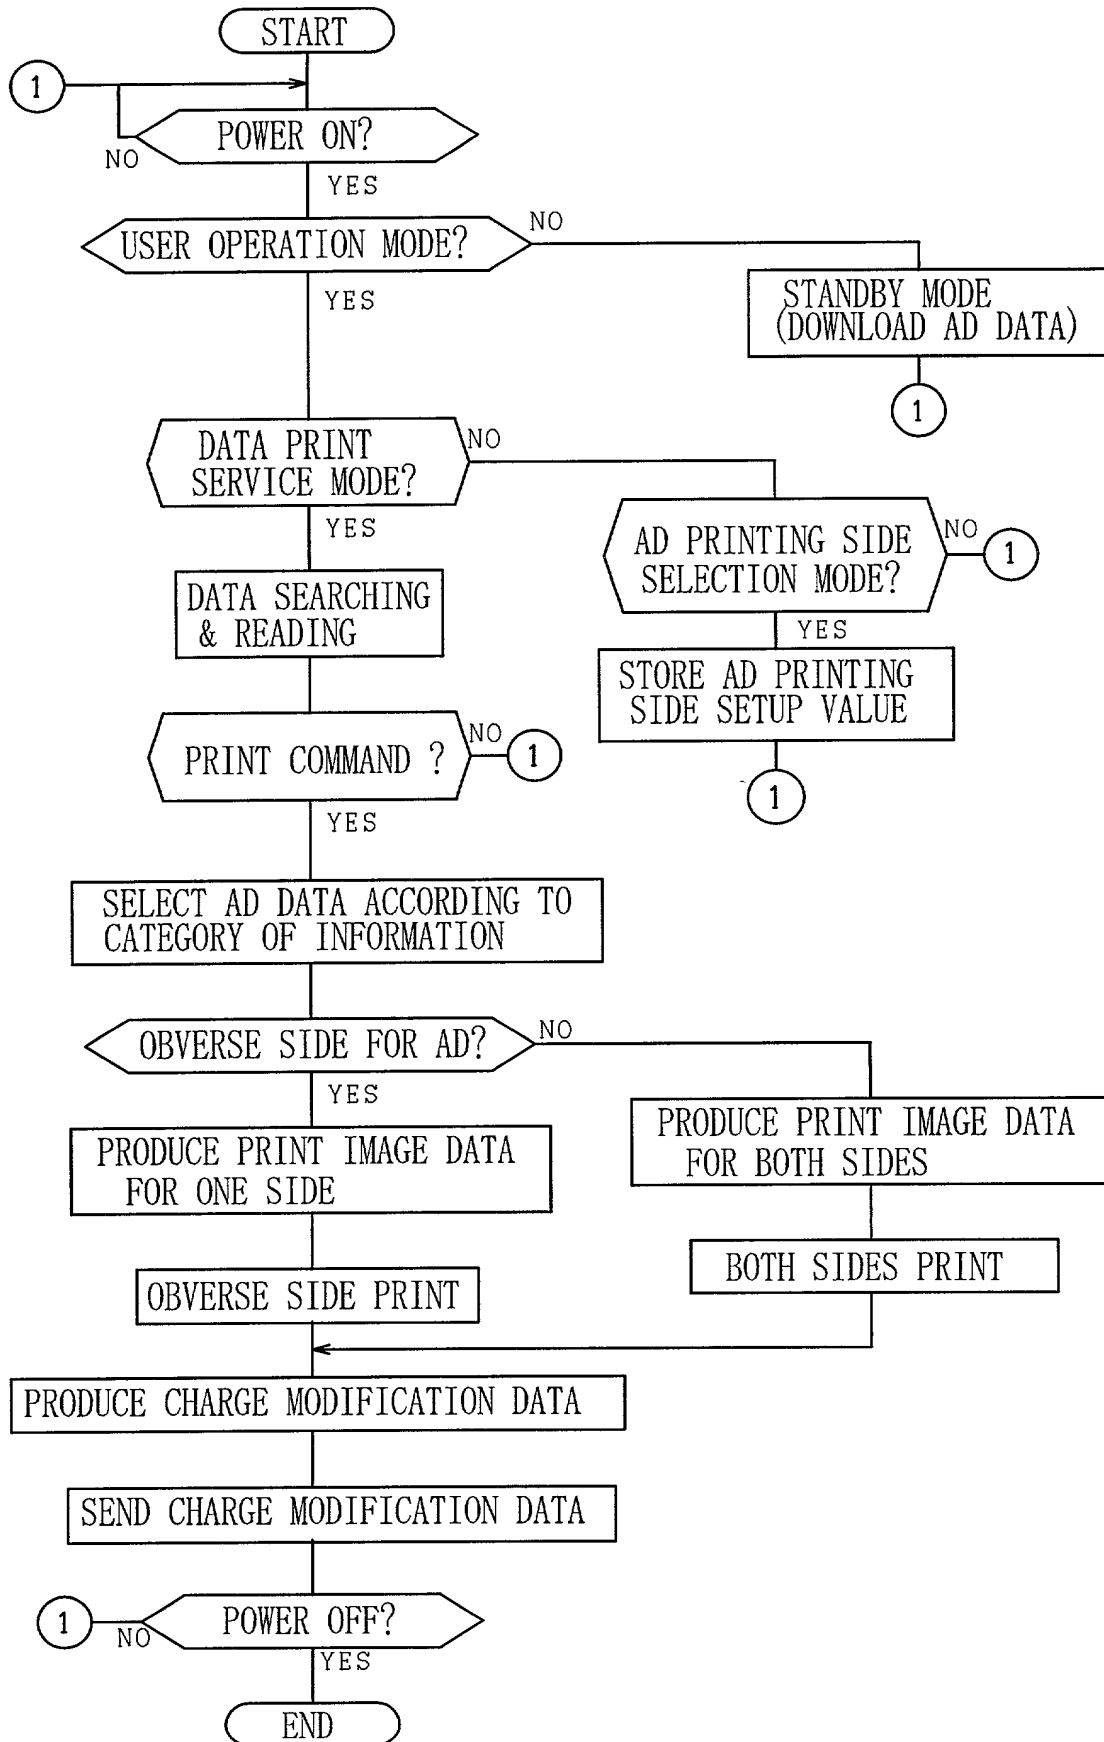 START
1
POWER ON?
NO
YES
USER OPERATION MODE?
NO
YES
STANDBY MODE
(DOWNLOAD AD DATA)
1
DATA PRINT
SERVICE MODE?
NO
YES
AD PRINTING SIDE
SELECTION MODE?
NO
1
YES
DATA SEARCHING
& READING
STORE AD PRINTING
SIDE SETUP VALUE
1
PRINT COMMAND ?
NO
1
YES
SELECT AD DATA ACCORDING TO
CATEGORY OF INFORMATION
OBVERSE SIDE FOR AD?
NO
YES
PRODUCE PRINT IMAGE DATA
FOR ONE SIDE
PRODUCE PRINT IMAGE DATA
FOR BOTH SIDES
OBVERSE SIDE PRINT
BOTH SIDES PRINT
PRODUCE CHARGE MODIFICATION DATA
SEND CHARGE MODIFICATION DATA
POWER OFF?
1
NO
YES
END